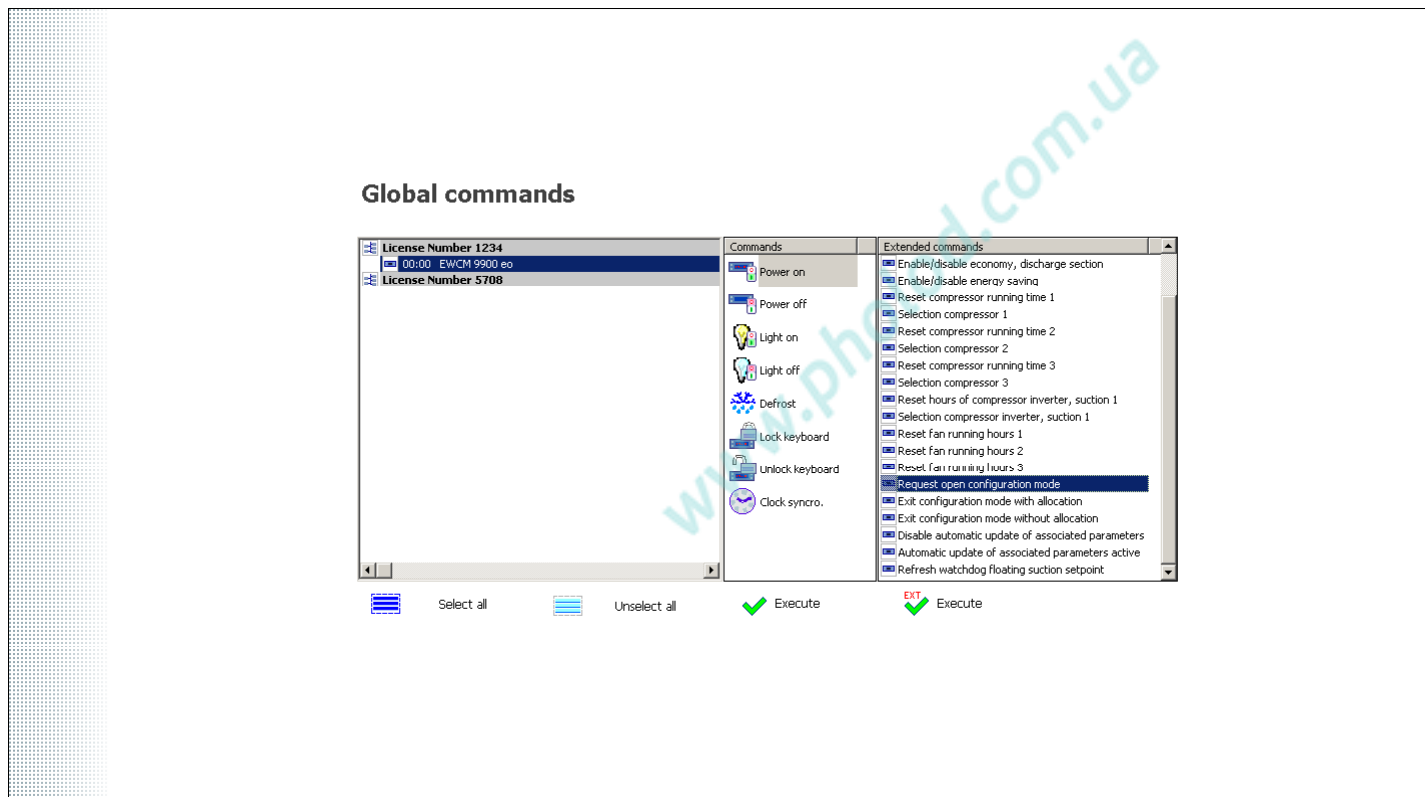 Global commands
License Number 1234
00:00 EWCM 9900 eo
License Number 5708
Commands
Power on
Power off
Light on
Light off
Defrost
Lock keyboard
Unlock keyboard
Clock syncro.
Extended commands
Enable/disable economy, discharge section
Enable/disable energy saving
Reset compressor running time 1
Selection compressor 1
Reset compressor running time 2
Selection compressor 2
Reset compressor running time 3
Selection compressor 3
Reset hours of compressor inverter, suction 1
Selection compressor inverter, suction 1
Reset fan running hours 1
Reset fan running hours 2
Reset fan running hours 3
Request open configuration mode
Exit configuration mode with allocation
Exit configuration mode without allocation
Disable automatic update of associated parameters
Automatic update of associated parameters active
Refresh watchdog floating suction setpoint
Select all
Unselect all
Execute
EXT
Execute
www.photod.com.ua